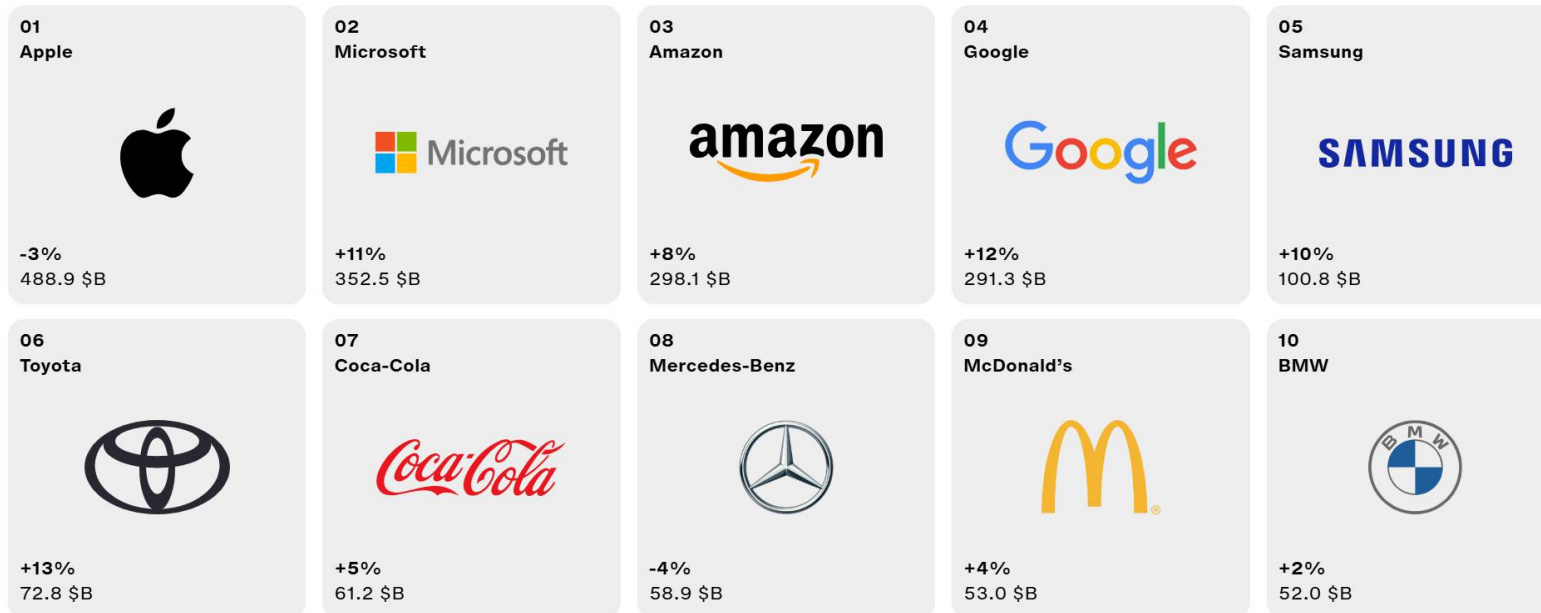 01
Apple
-3%
488.9 $B
02
Microsoft
Microsoft
+11%
352.5 $B
03
Amazon
amazon
+8%
298.1 $B
04
Google
Google
+12%
291.3 $B
05
Samsung
SAMSUNG
+10%
100.8 $B
06
Toyota
+13%
72.8 $B
07
Coca-Cola
Coca-Cola
+5%
61.2 $B
08
Mercedes-Benz
-4%
58.9 $B
09
McDonald’s
®
+4%
53.0 $B
10
BMW
BMW
+2%
52.0 $B